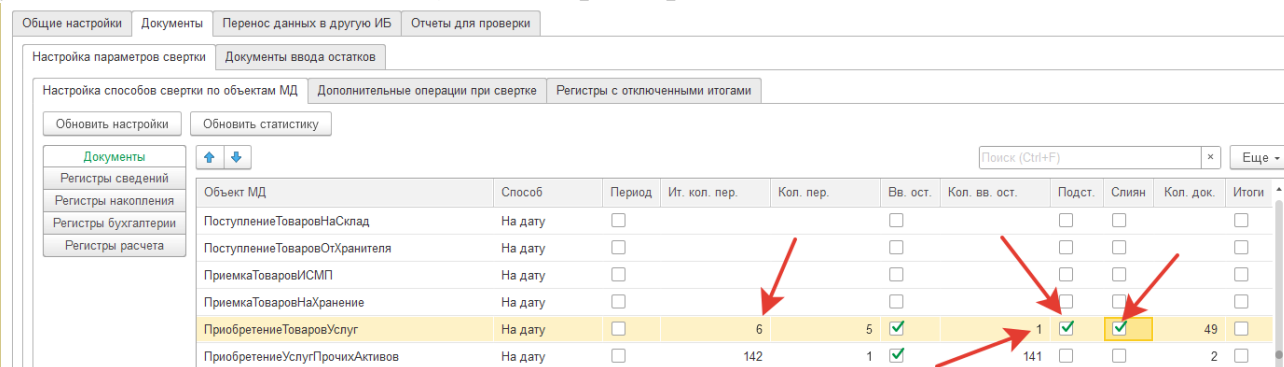 Общие настройки Документы Перенос данных в другую ИБ Отчеты для проверки
Настройка параметров свертки Документы ввода остатков
Настройка способов свертки по объектам МД Дополнительные операции при свертке Регистры с отключенными итогами
Обновить настройки Обновить статистику
Документы
Регистры сведений
Регистры накопления
Регистры бухгалтерии
Регистры расчета
Поиск (Ctrl+F) × Еще
Объект МД Способ Период Ит. кол. пер. Кол. пер. Вв. ост. Кол. вв. ост. Подст. Слиян Кол. док. Итоги
ПоступлениеТоваровНаСклад На дату
ПоступлениеТоваровОтХранителя На дату
ПриемкаТоваровИСМП На дату
ПриемкаТоваровНаХранение На дату
ПриобретениеТоваровУслуг На дату 6 5 1 49
ПриобретениеУслугПрочихАктивов На дату 142 1 141 2